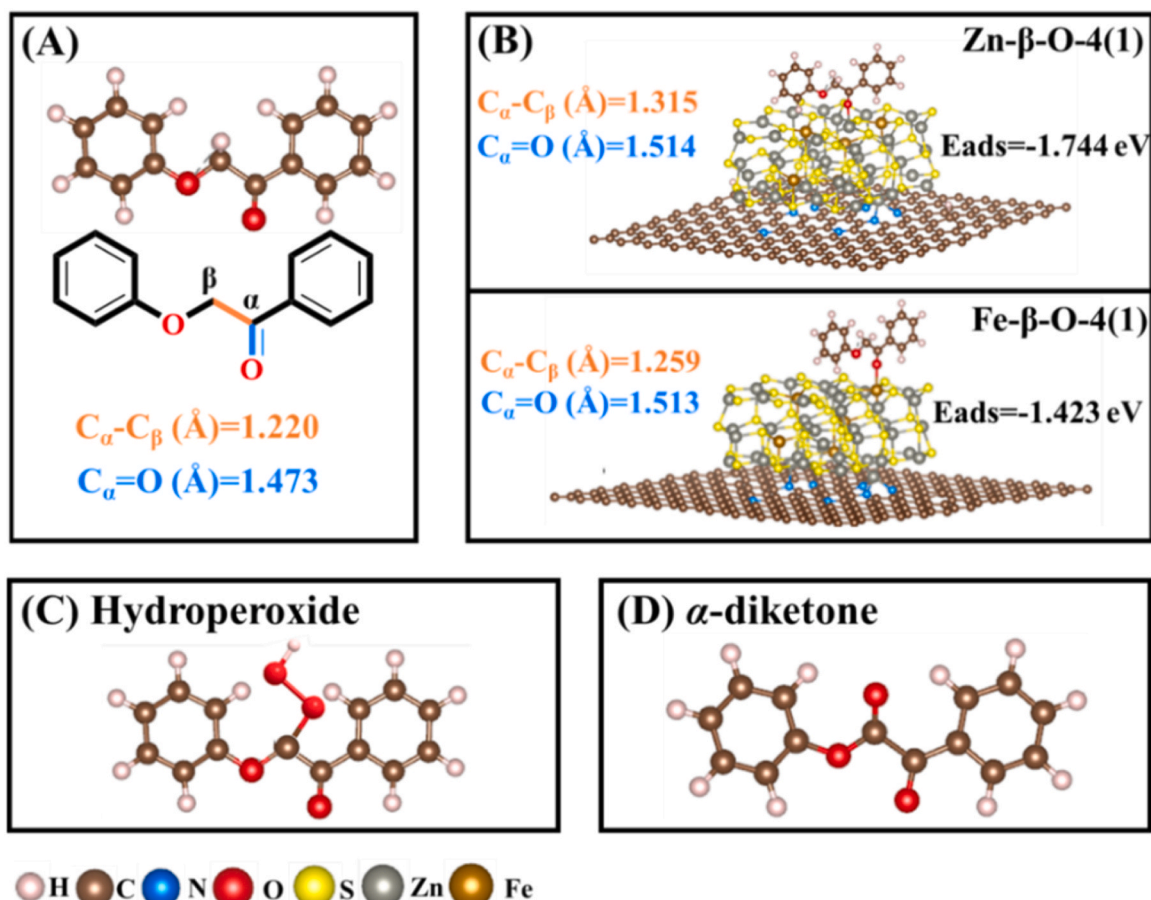 (A)
β
α
O
O
Cα-Cβ (Å)=1.220
Cα=O (Å)=1.473
(B)
Zn-β-O-4(1)
Cα-Cβ (Å)=1.315
Cα=O (Å)=1.514
Eads=-1.744 eV
Fe-β-O-4(1)
Cα-Cβ (Å)=1.259
Cα=O (Å)=1.513
Eads=-1.423 eV
(C) Hydroperoxide
(D) α-diketone
H C N O S Zn Fe